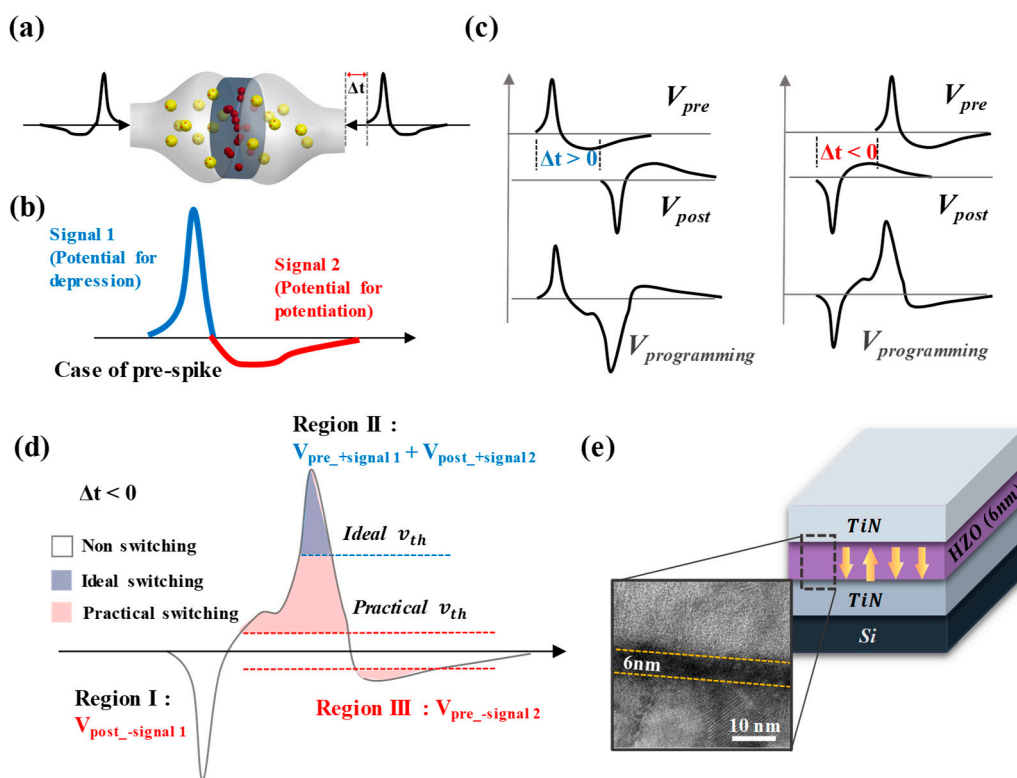 (a)
Δt
(b)
Signal 1
(Potential for
depression)
Signal 2
(Potential for
potentiation)
Case of pre-spike
(c)
V_pre
Δt > 0
V_post
V_programming
V_pre
Δt < 0
V_post
V_programming
(d)
Region II :
V_pre_+signal 1 + V_post_+signal 2
Δt < 0
Non switching
Ideal switching
Practical switching
Ideal v_th
Practical v_th
Region I :
V_post_-signal 1
Region III : V_pre_-signal 2
(e)
TiN
HZO (6nm)
TiN
Si
6nm
10 nm